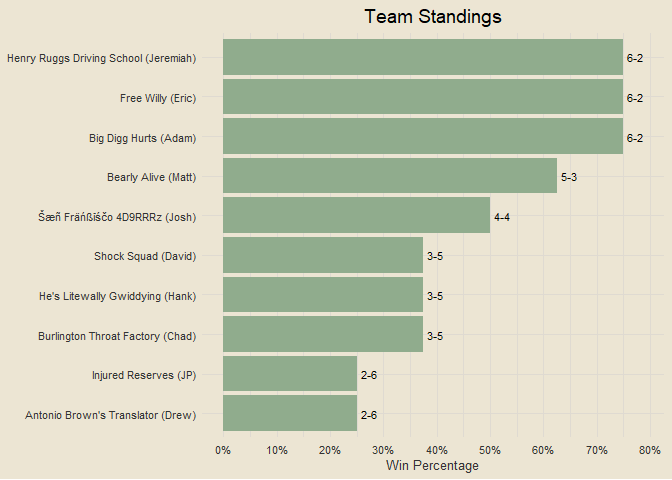 Team Standings
Henry Ruggs Driving School (Jeremiah) 6-2
Free Willy (Eric) 6-2
Big Digg Hurts (Adam) 6-2
Bearly Alive (Matt) 5-3
Šæñ Fráńßïśčo 4D9RRRz (Josh) 4-4
Shock Squad (David) 3-5
He's Litewally Gwiddying (Hank) 3-5
Burlington Throat Factory (Chad) 3-5
Injured Reserves (JP) 2-6
Antonio Brown's Translator (Drew) 2-6
0% 10% 20% 30% 40% 50% 60% 70% 80%
Win Percentage